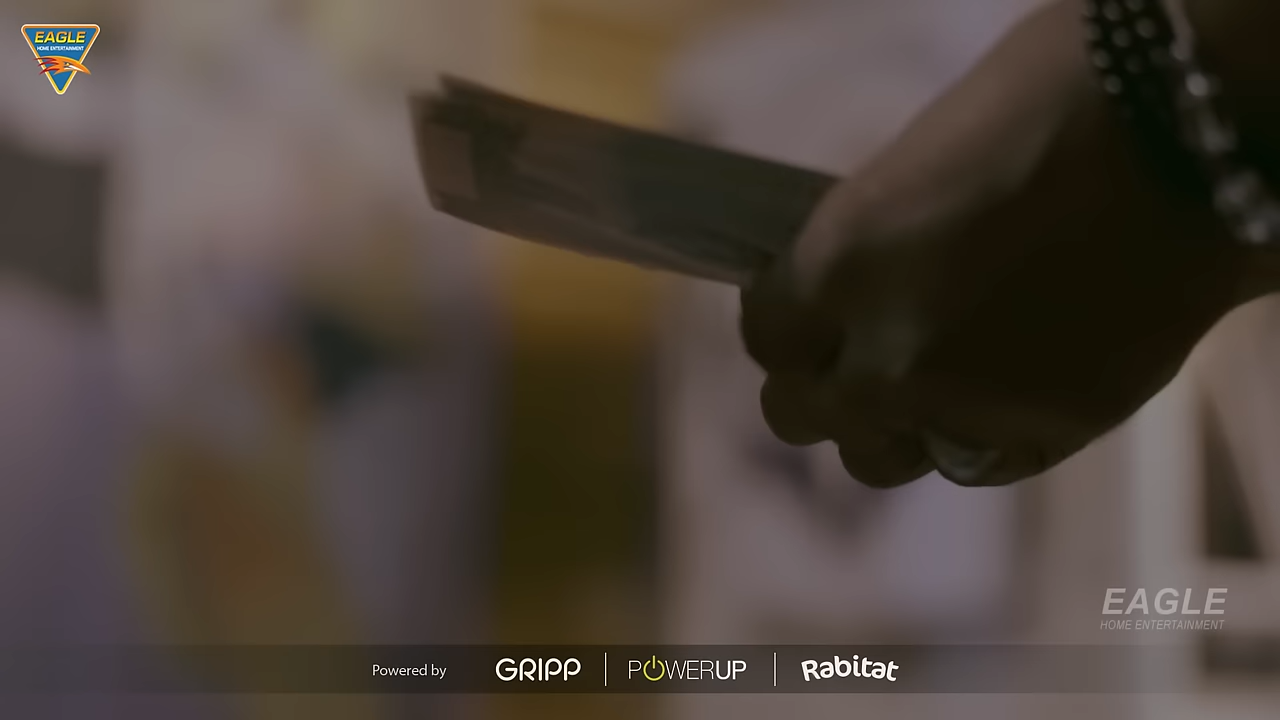 EAGLE
HOME ENTERTAINMENT
EAGLE
HOME ENTERTAINMENT
Powered by GRIPP POWERUP Rabitat